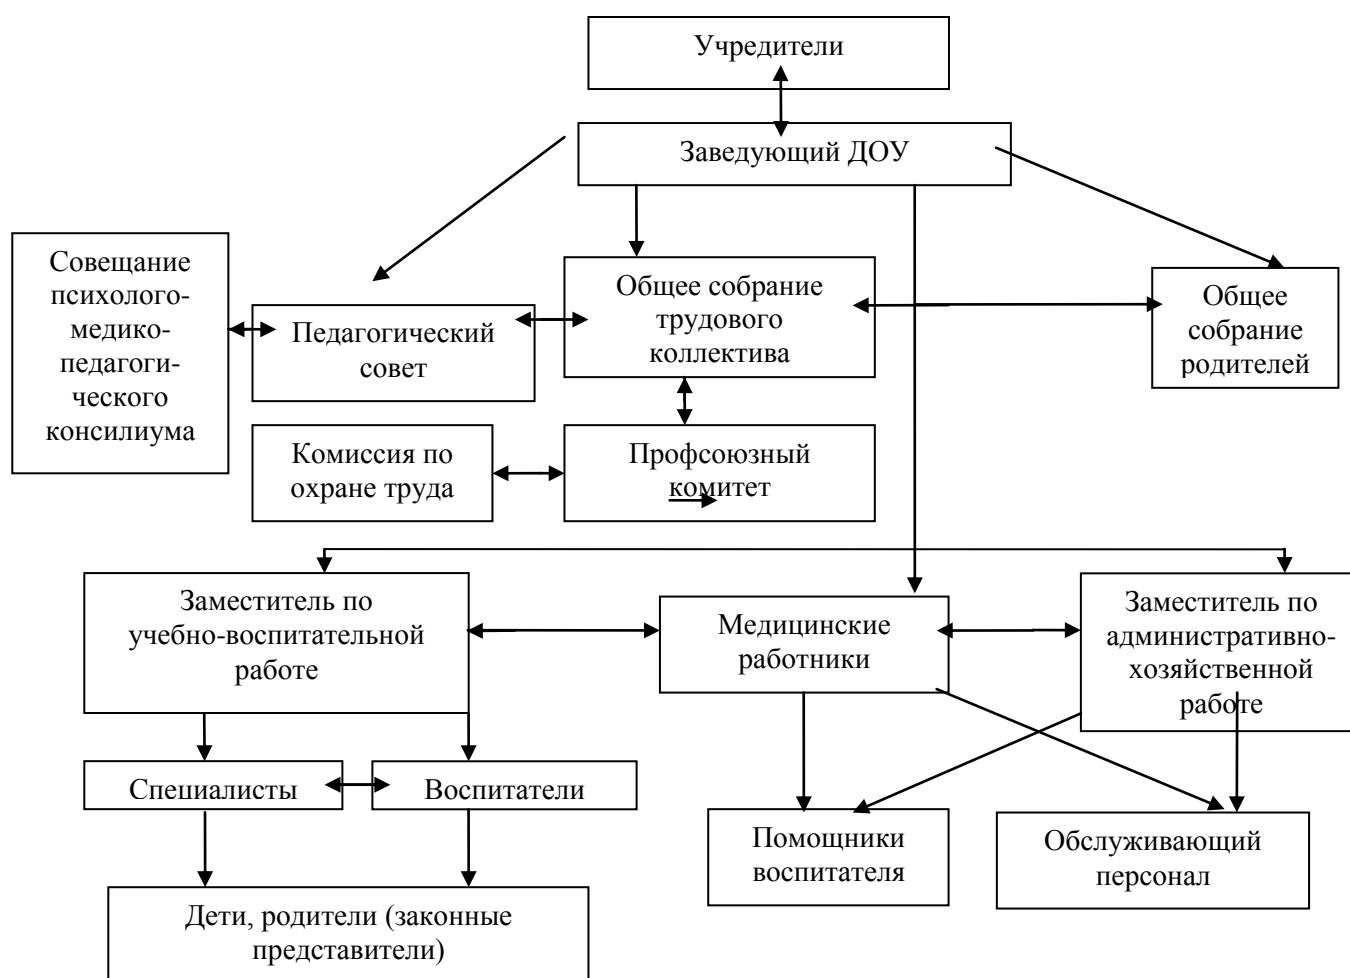 Учредители
Заведующий ДОУ
Совещание
психолого-
медико-
педагоги-
ческого
консилиума
Педагогический
совет
Общее собрание
трудового
коллектива
Общее
собрание
родителей
Комиссия по
охране труда
Профсоюзный
комитет
Заместитель по
учебно-воспитательной
работе
Медицинские
работники
Заместитель по
административно-
хозяйственной
работе
Специалисты
Воспитатели
Помощники
воспитателя
Обслуживающий
персонал
Дети, родители (законные
представители)